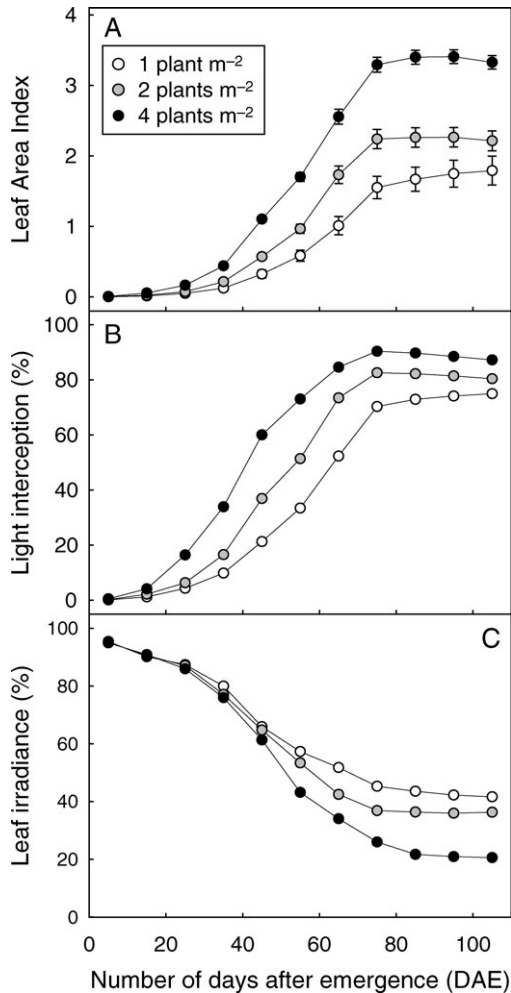 A
1 plant m⁻²
2 plants m⁻²
4 plants m⁻²
4
3
2
1
0
Leaf Area Index
B
100
80
60
40
20
0
Light interception (%)
C
100
80
60
40
20
0
Leaf irradiance (%)
0 20 40 60 80 100
Number of days after emergence (DAE)